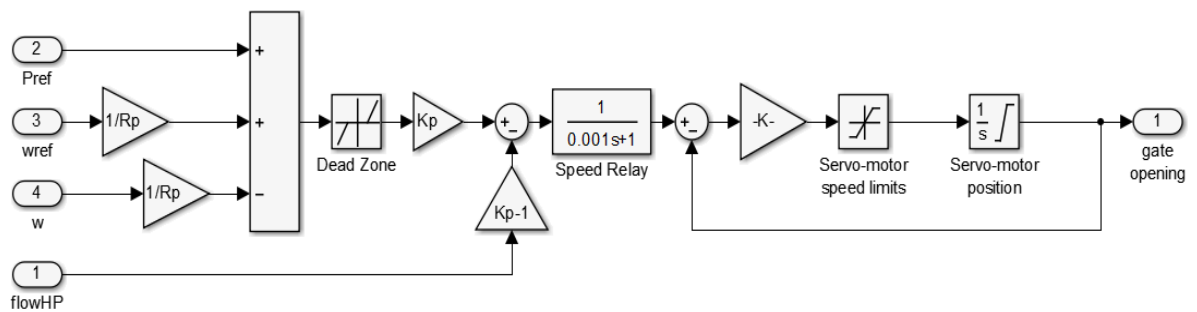 2
Pref
+
3
wref
1/Rp
+
4
w
1/Rp
−
1
flowHP
Dead Zone
Kp
+
−
Kp-1
1
0.001s+1
Speed Relay
+
−
-K-
Servo-motor
speed limits
1
s
Servo-motor
position
1
gate
opening